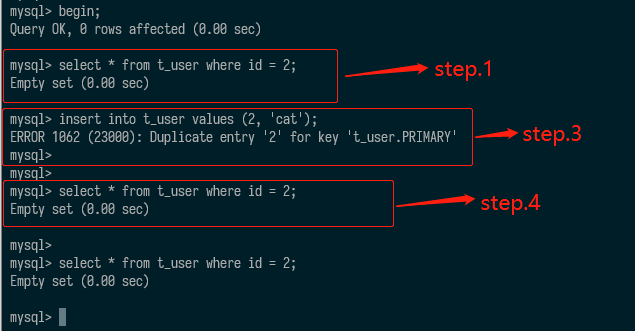 mysql> begin;
Query OK, 0 rows affected (0.00 sec)
mysql> select * from t_user where id = 2;
Empty set (0.00 sec)
step.1
mysql> insert into t_user values (2, 'cat');
ERROR 1062 (23000): Duplicate entry '2' for key 't_user.PRIMARY'
step.3
mysql>
mysql>
mysql> select * from t_user where id = 2;
Empty set (0.00 sec)
step.4
mysql>
mysql> select * from t_user where id = 2;
Empty set (0.00 sec)
mysql>